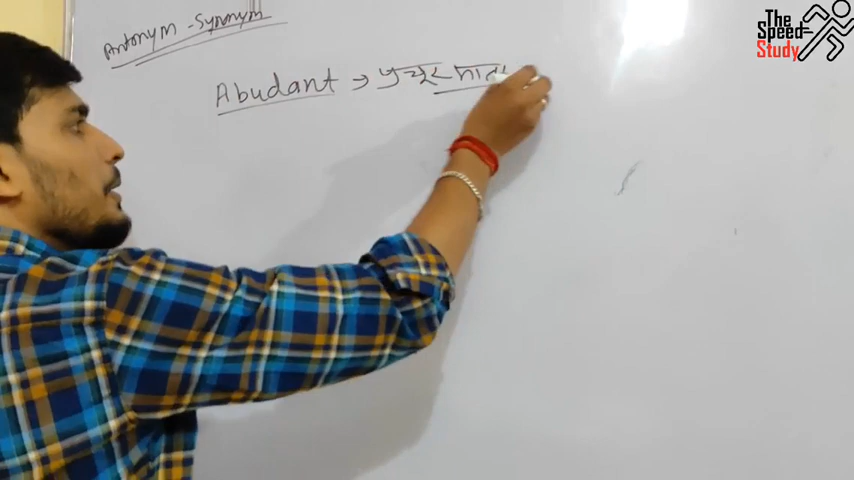 Antonym - Synonym
Abudant → प्रचूर मात्
The
Speed
Study